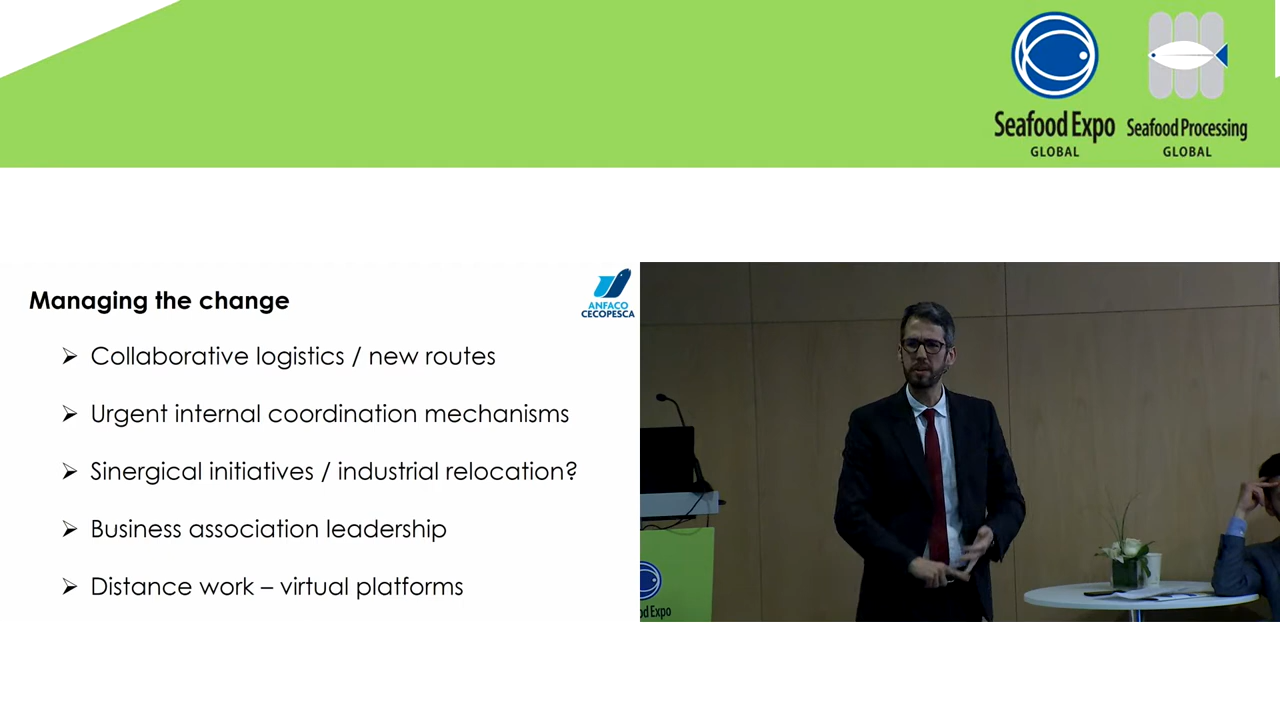 Seafood Expo
GLOBAL
Seafood Processing
GLOBAL
Managing the change
ANFACO
CECOPESCA
➢ Collaborative logistics / new routes
➢ Urgent internal coordination mechanisms
➢ Sinergical initiatives / industrial relocation?
➢ Business association leadership
➢ Distance work – virtual platforms
d Expo